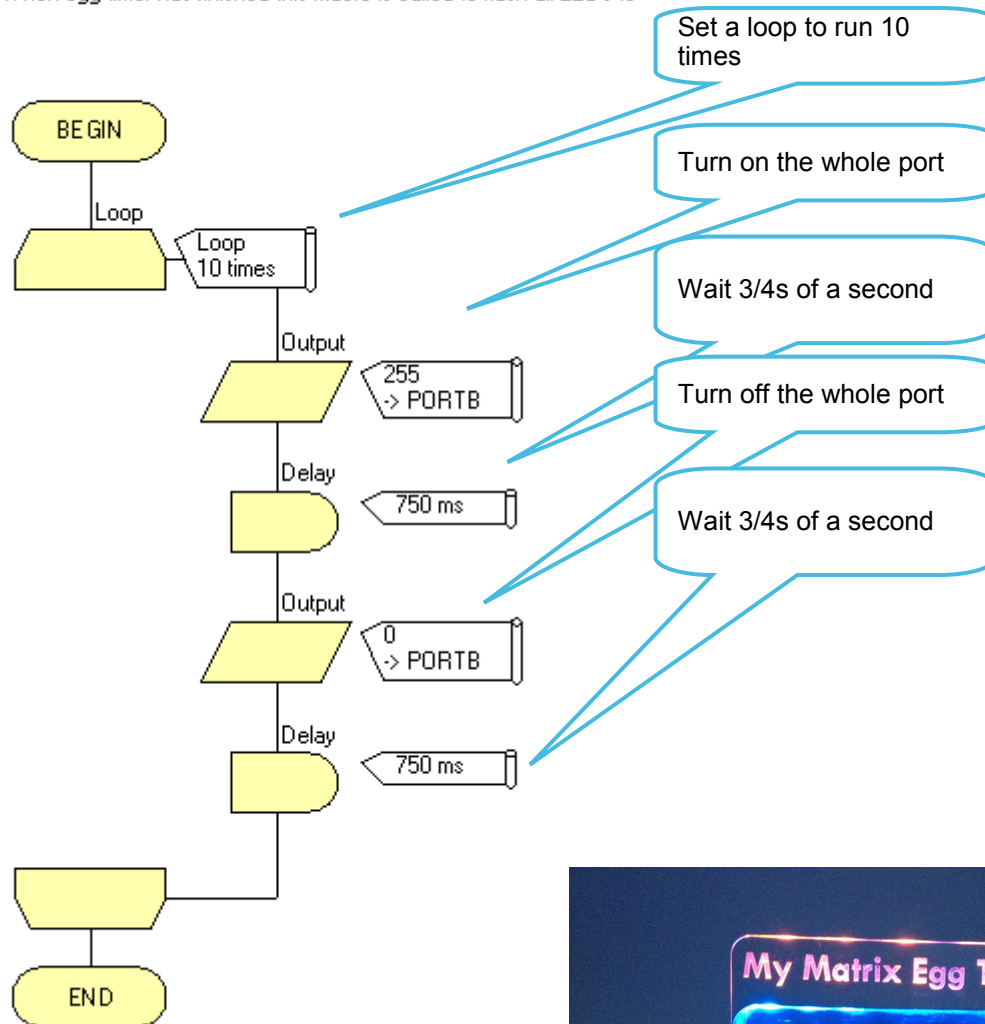 Set a loop to run 10
times
BEGIN
Turn on the whole port
Loop
Loop
10 times
Wait 3/4s of a second
Output
255
-> PORTB
Turn off the whole port
Delay
750 ms
Wait 3/4s of a second
Output
0
-> PORTB
Delay
750 ms
My Matrix Egg
END